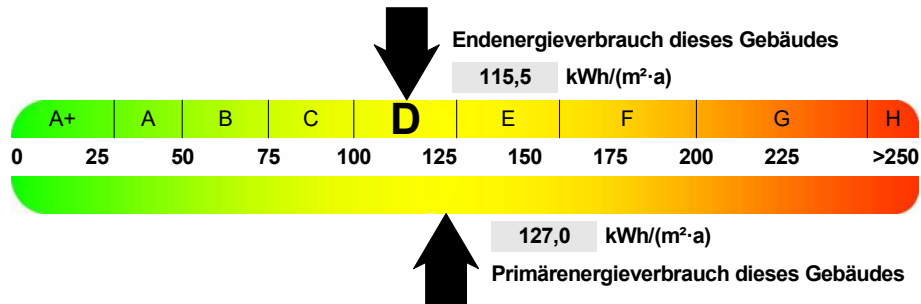 Endenergieverbrauch dieses Gebäudes
115,5 kWh/(m²·a)
A+ A B C D E F G H
0 25 50 75 100 125 150 175 200 225 >250
127,0 kWh/(m²·a)
Primärenergieverbrauch dieses Gebäudes